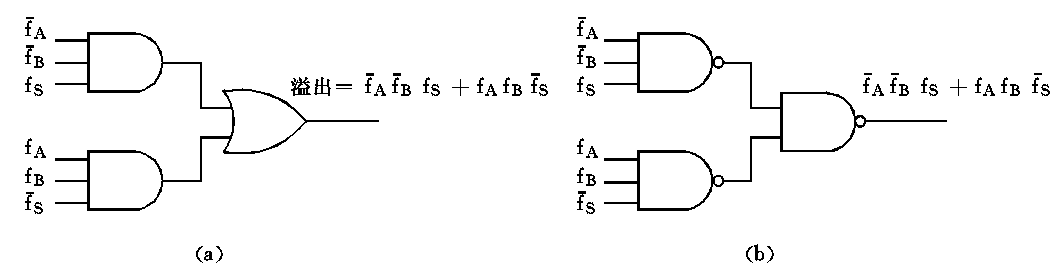 f̄A
f̄B
fS
溢出= f̄A f̄B fS + fA fB f̄S
fA
fB
f̄S
(a)
f̄A
f̄B
fS
f̄A f̄B fS + fA fB f̄S
fA
fB
f̄S
(b)